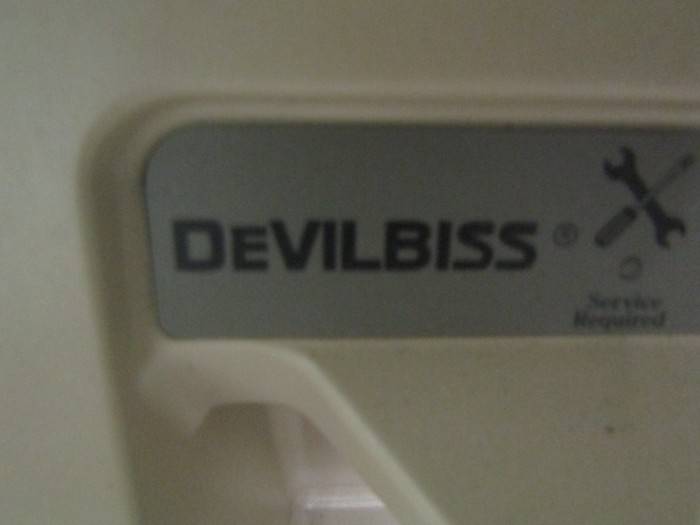 DEVILBISS ®
Service
Required